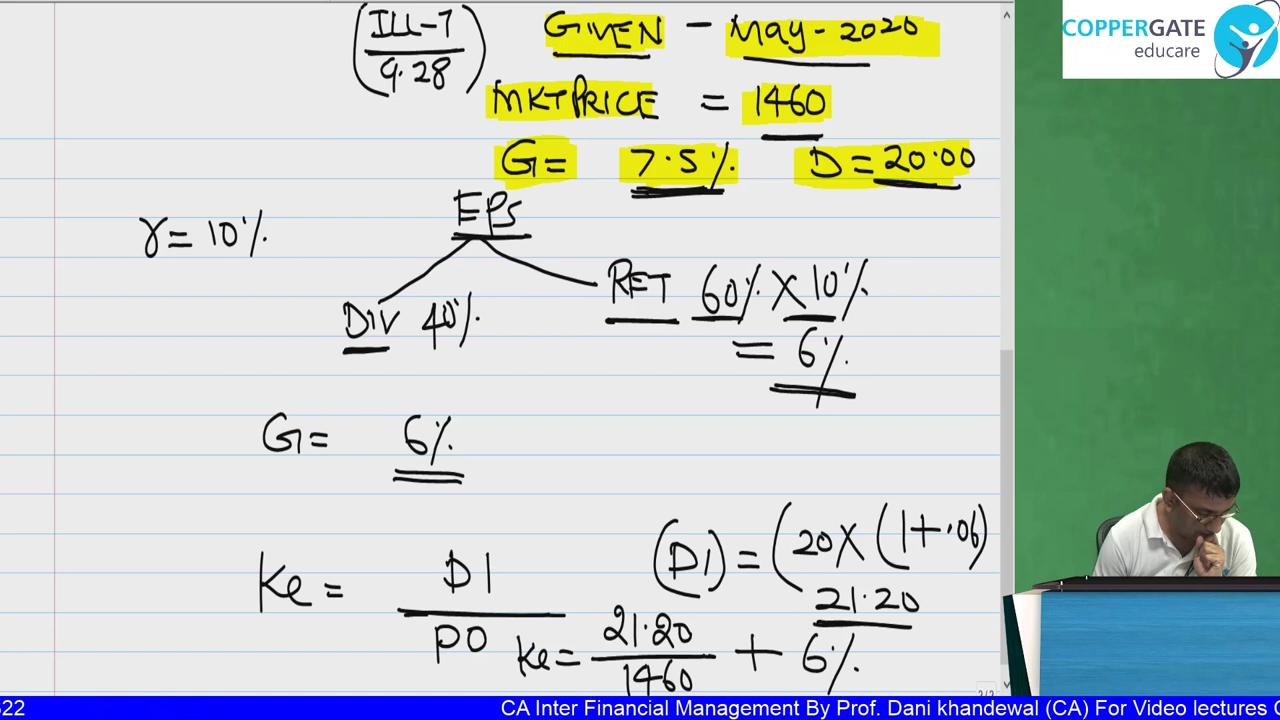 (ILL-7 / 9.28)
GIVEN - May-2020
MKT PRICE = 1460
G= 7.5% D=20.00
EPS
r= 10%
DIV 40%
RET 60% X 10%
= 6%
G= 6%
(D1) = (20 X (1+.06)
21.20
Ke = D1 / P0
Ke= 21.20 / 1460 + 6%
COPPERGATE
educare
22 CA Inter Financial Management By Prof. Dani khandewal (CA) For Video lectures